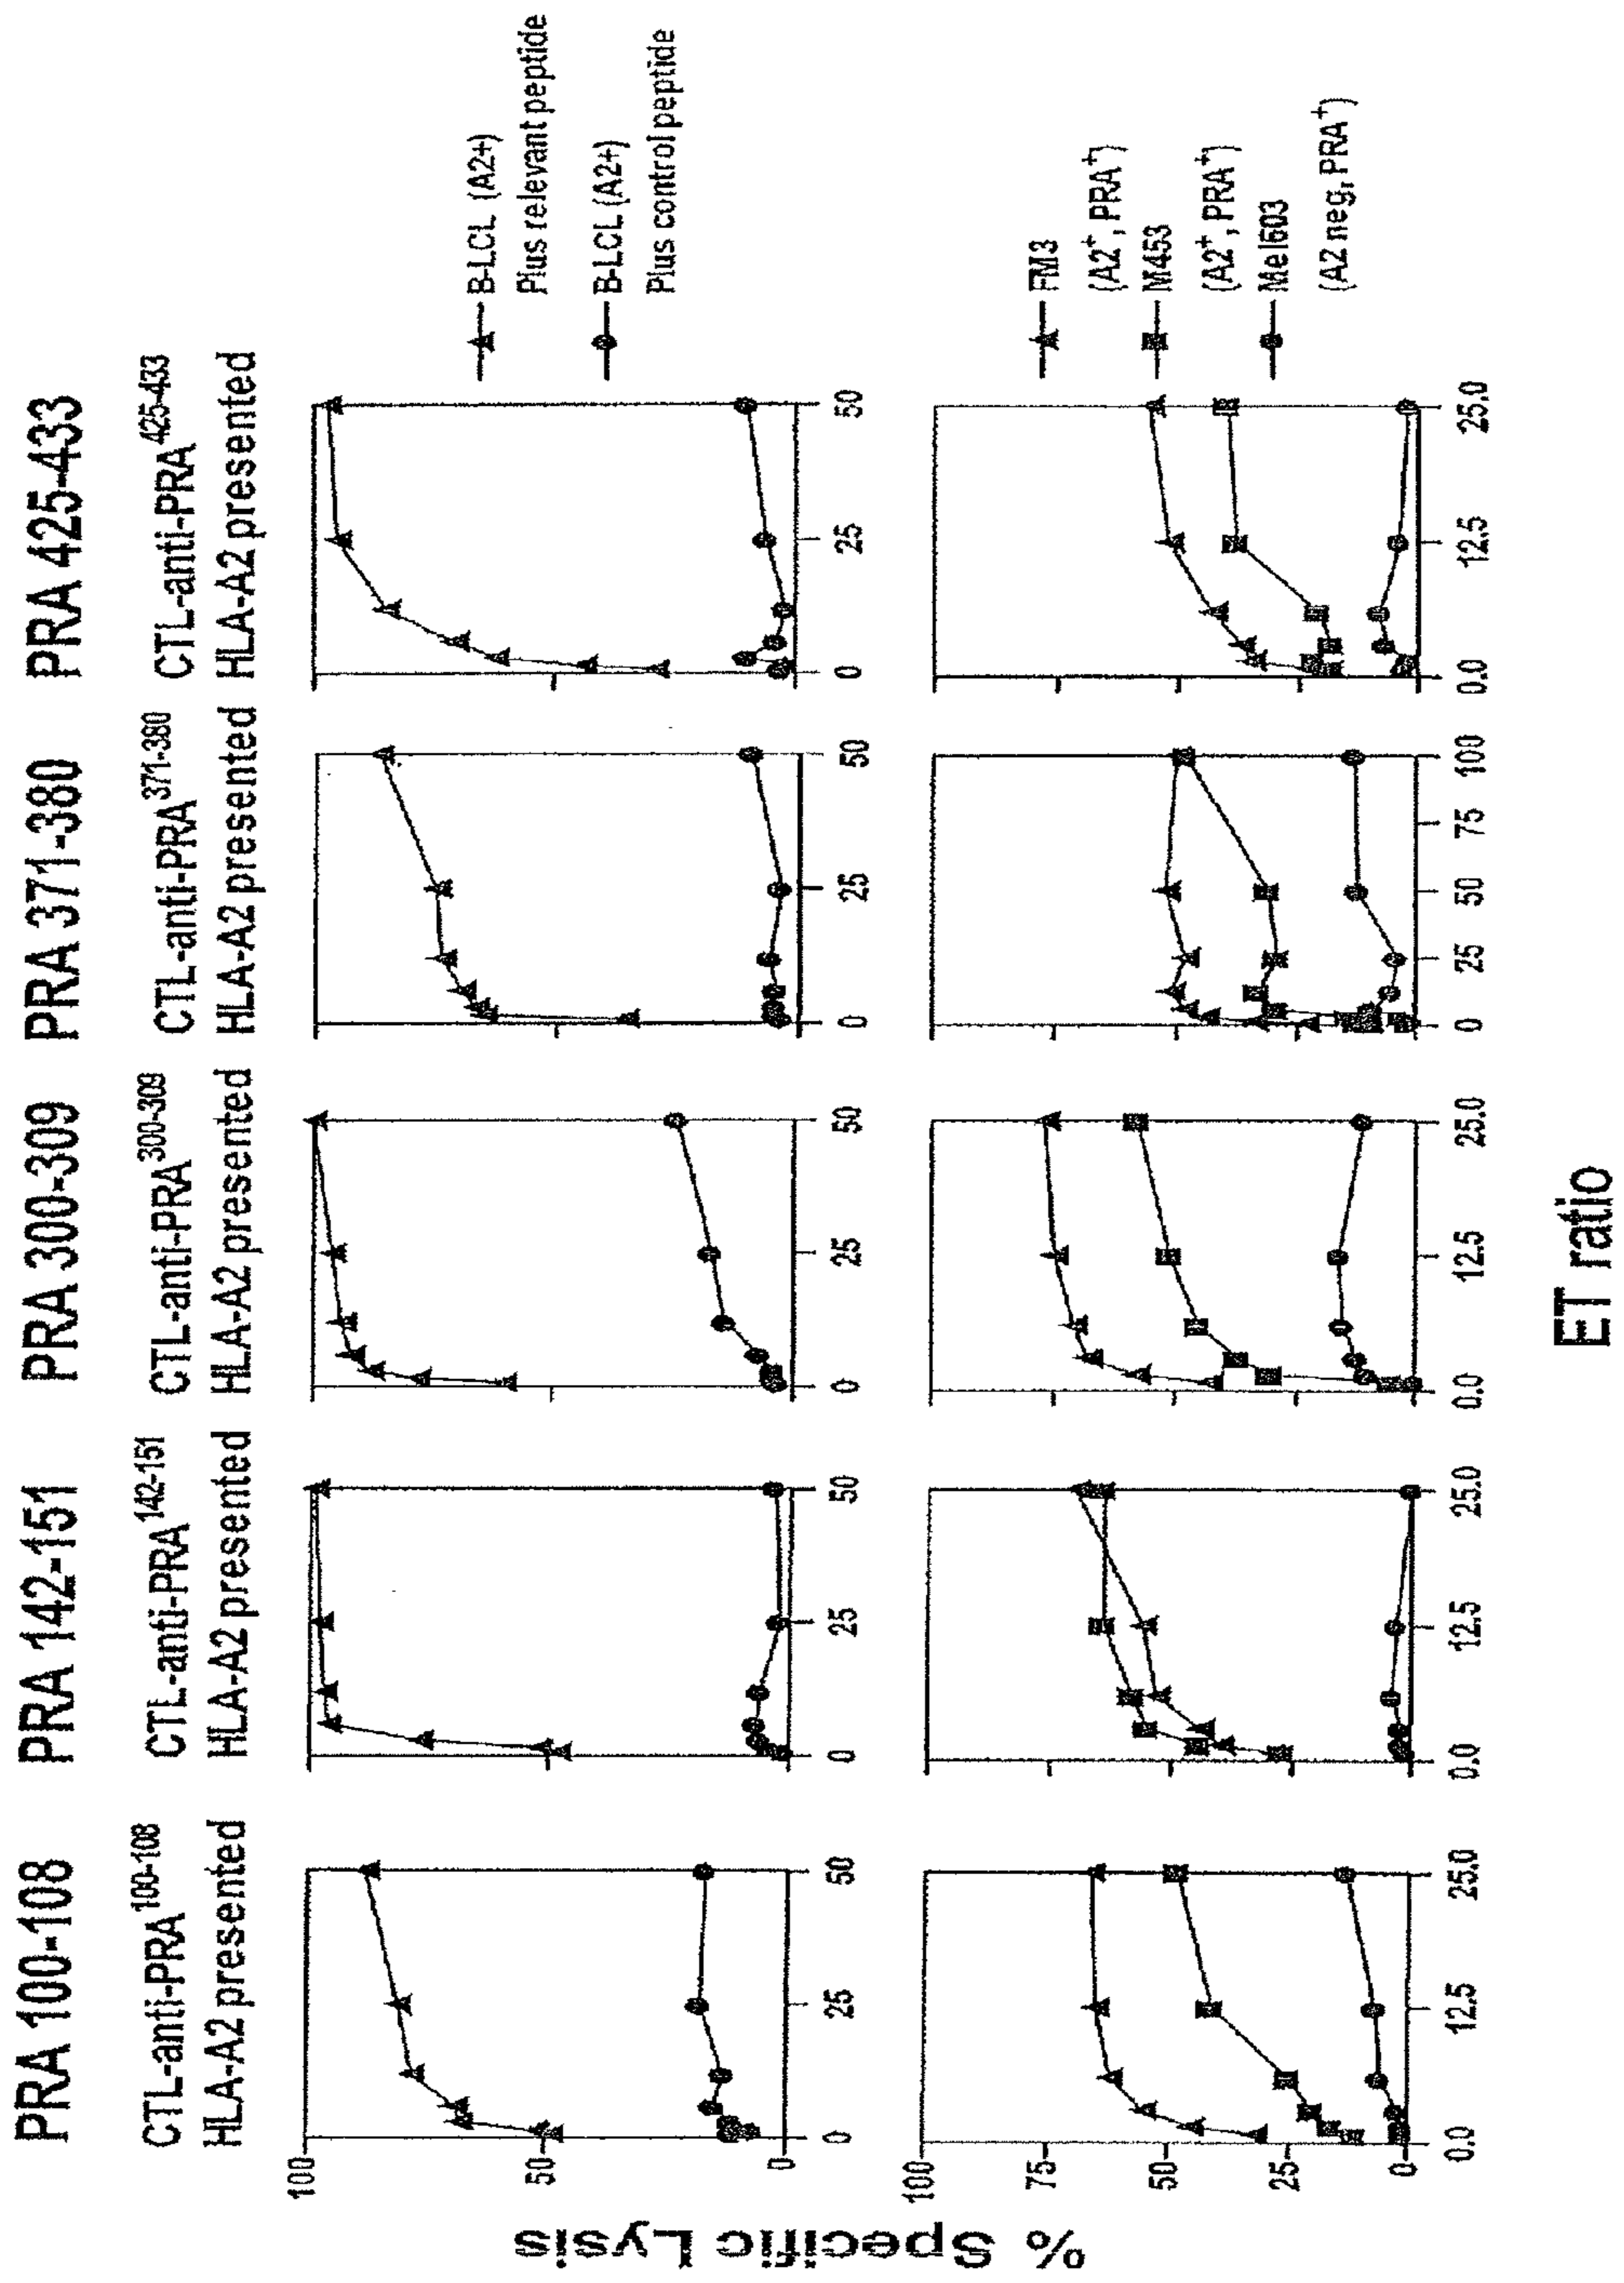 PRA 100-108
PRA 142-151
PRA 300-309
PRA 371-380
PRA 425-433
CTL-anti-PRA100-108
HLA-A2 presented
CTL-anti-PRA142-151
HLA-A2 presented
CTL-anti-PRA300-309
HLA-A2 presented
CTL-anti-PRA371-380
HLA-A2 presented
CTL-anti-PRA425-433
HLA-A2 presented
% Specific Lysis
100
50
0
0 25 50
0 25 50
0 25 50
0 25 50
0 25 50
B-LCL (A2+)
Plus relevant peptide
B-LCL (A2+)
Plus control peptide
100
75
50
25
0
0.0 12.5 25.0
0.0 12.5 25.0
0.0 12.5 25.0
0 25 50 75 100
0.0 12.5 25.0
FM3
(A2+, PRA+)
M453
(A2+, PRA+)
Mel603
(A2 neg, PRA+)
ET ratio